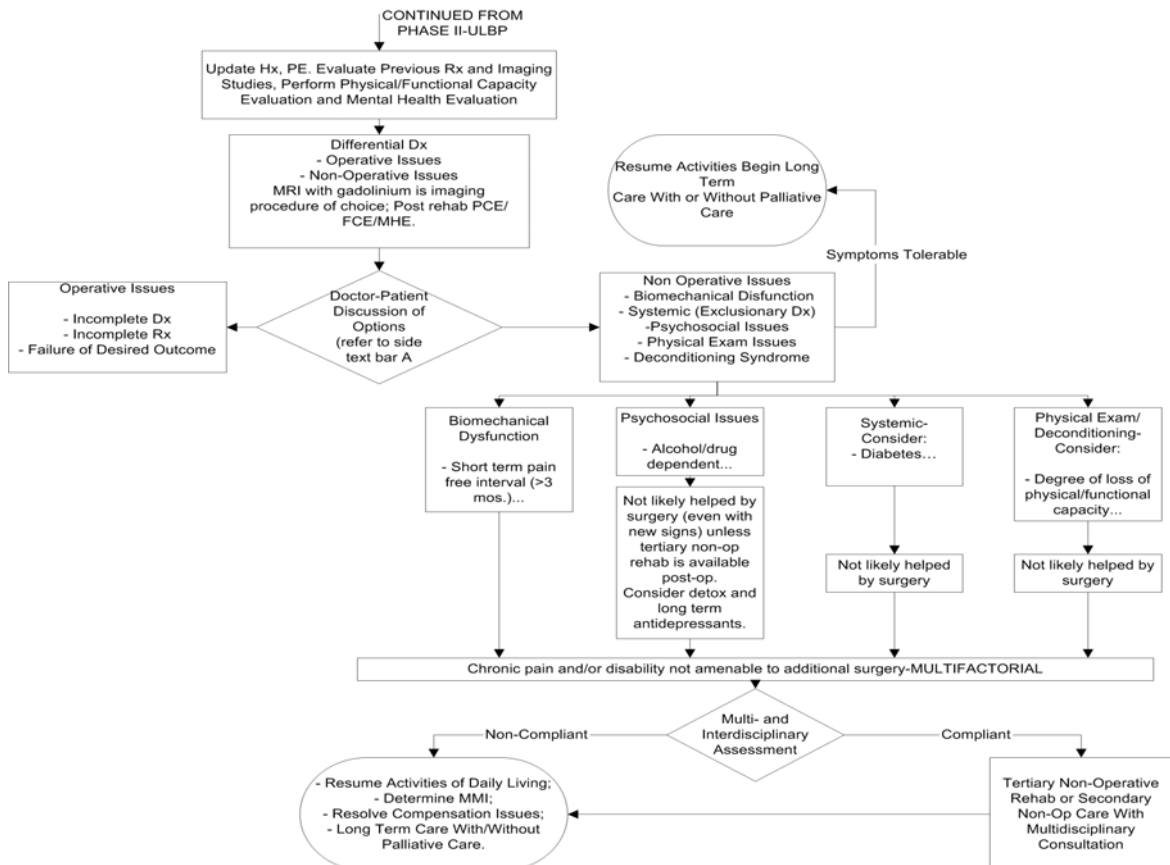 CONTINUED FROM
PHASE II-ULBP
Update Hx, PE. Evaluate Previous Rx and Imaging
Studies, Perform Physical/Functional Capacity
Evaluation and Mental Health Evaluation
Differential Dx
- Operative Issues
- Non-Operative Issues
MRI with gadolinium is imaging
procedure of choice; Post rehab PCE/
FCE/MHE.
Resume Activities Begin Long
Term
Care With or Without Palliative
Care
Symptoms Tolerable
Operative Issues
- Incomplete Dx
- Incomplete Rx
- Failure of Desired Outcome
Doctor-Patient
Discussion of
Options
(refer to side
text bar A
Non Operative Issues
- Biomechanical Disfunction
- Systemic (Exclusionary Dx)
-Psychosocial Issues
- Physical Exam Issues
- Deconditioning Syndrome
Biomechanical
Dysfunction
- Short term pain
free interval (>3
mos.)...
Psychosocial Issues
- Alcohol/drug
dependent...
Systemic-
Consider:
- Diabetes...
Physical Exam/
Deconditioning-
Consider:
- Degree of loss of
physical/functional
capacity...
Not likely helped by
surgery (even with
new signs) unless
tertiary non-op
rehab is available
post-op.
Consider detox and
long term
antidepressants.
Not likely helped
by surgery
Not likely helped by
surgery
Chronic pain and/or disability not amenable to additional surgery-MULTIFACTORIAL
Multi- and
Interdisciplinary
Assessment
Non-Compliant
Compliant
- Resume Activities of Daily Living;
- Determine MMI;
- Resolve Compensation Issues;
- Long Term Care With/Without
Palliative Care.
Tertiary Non-Operative
Rehab or Secondary
Non-Op Care With
Multidisciplinary
Consultation